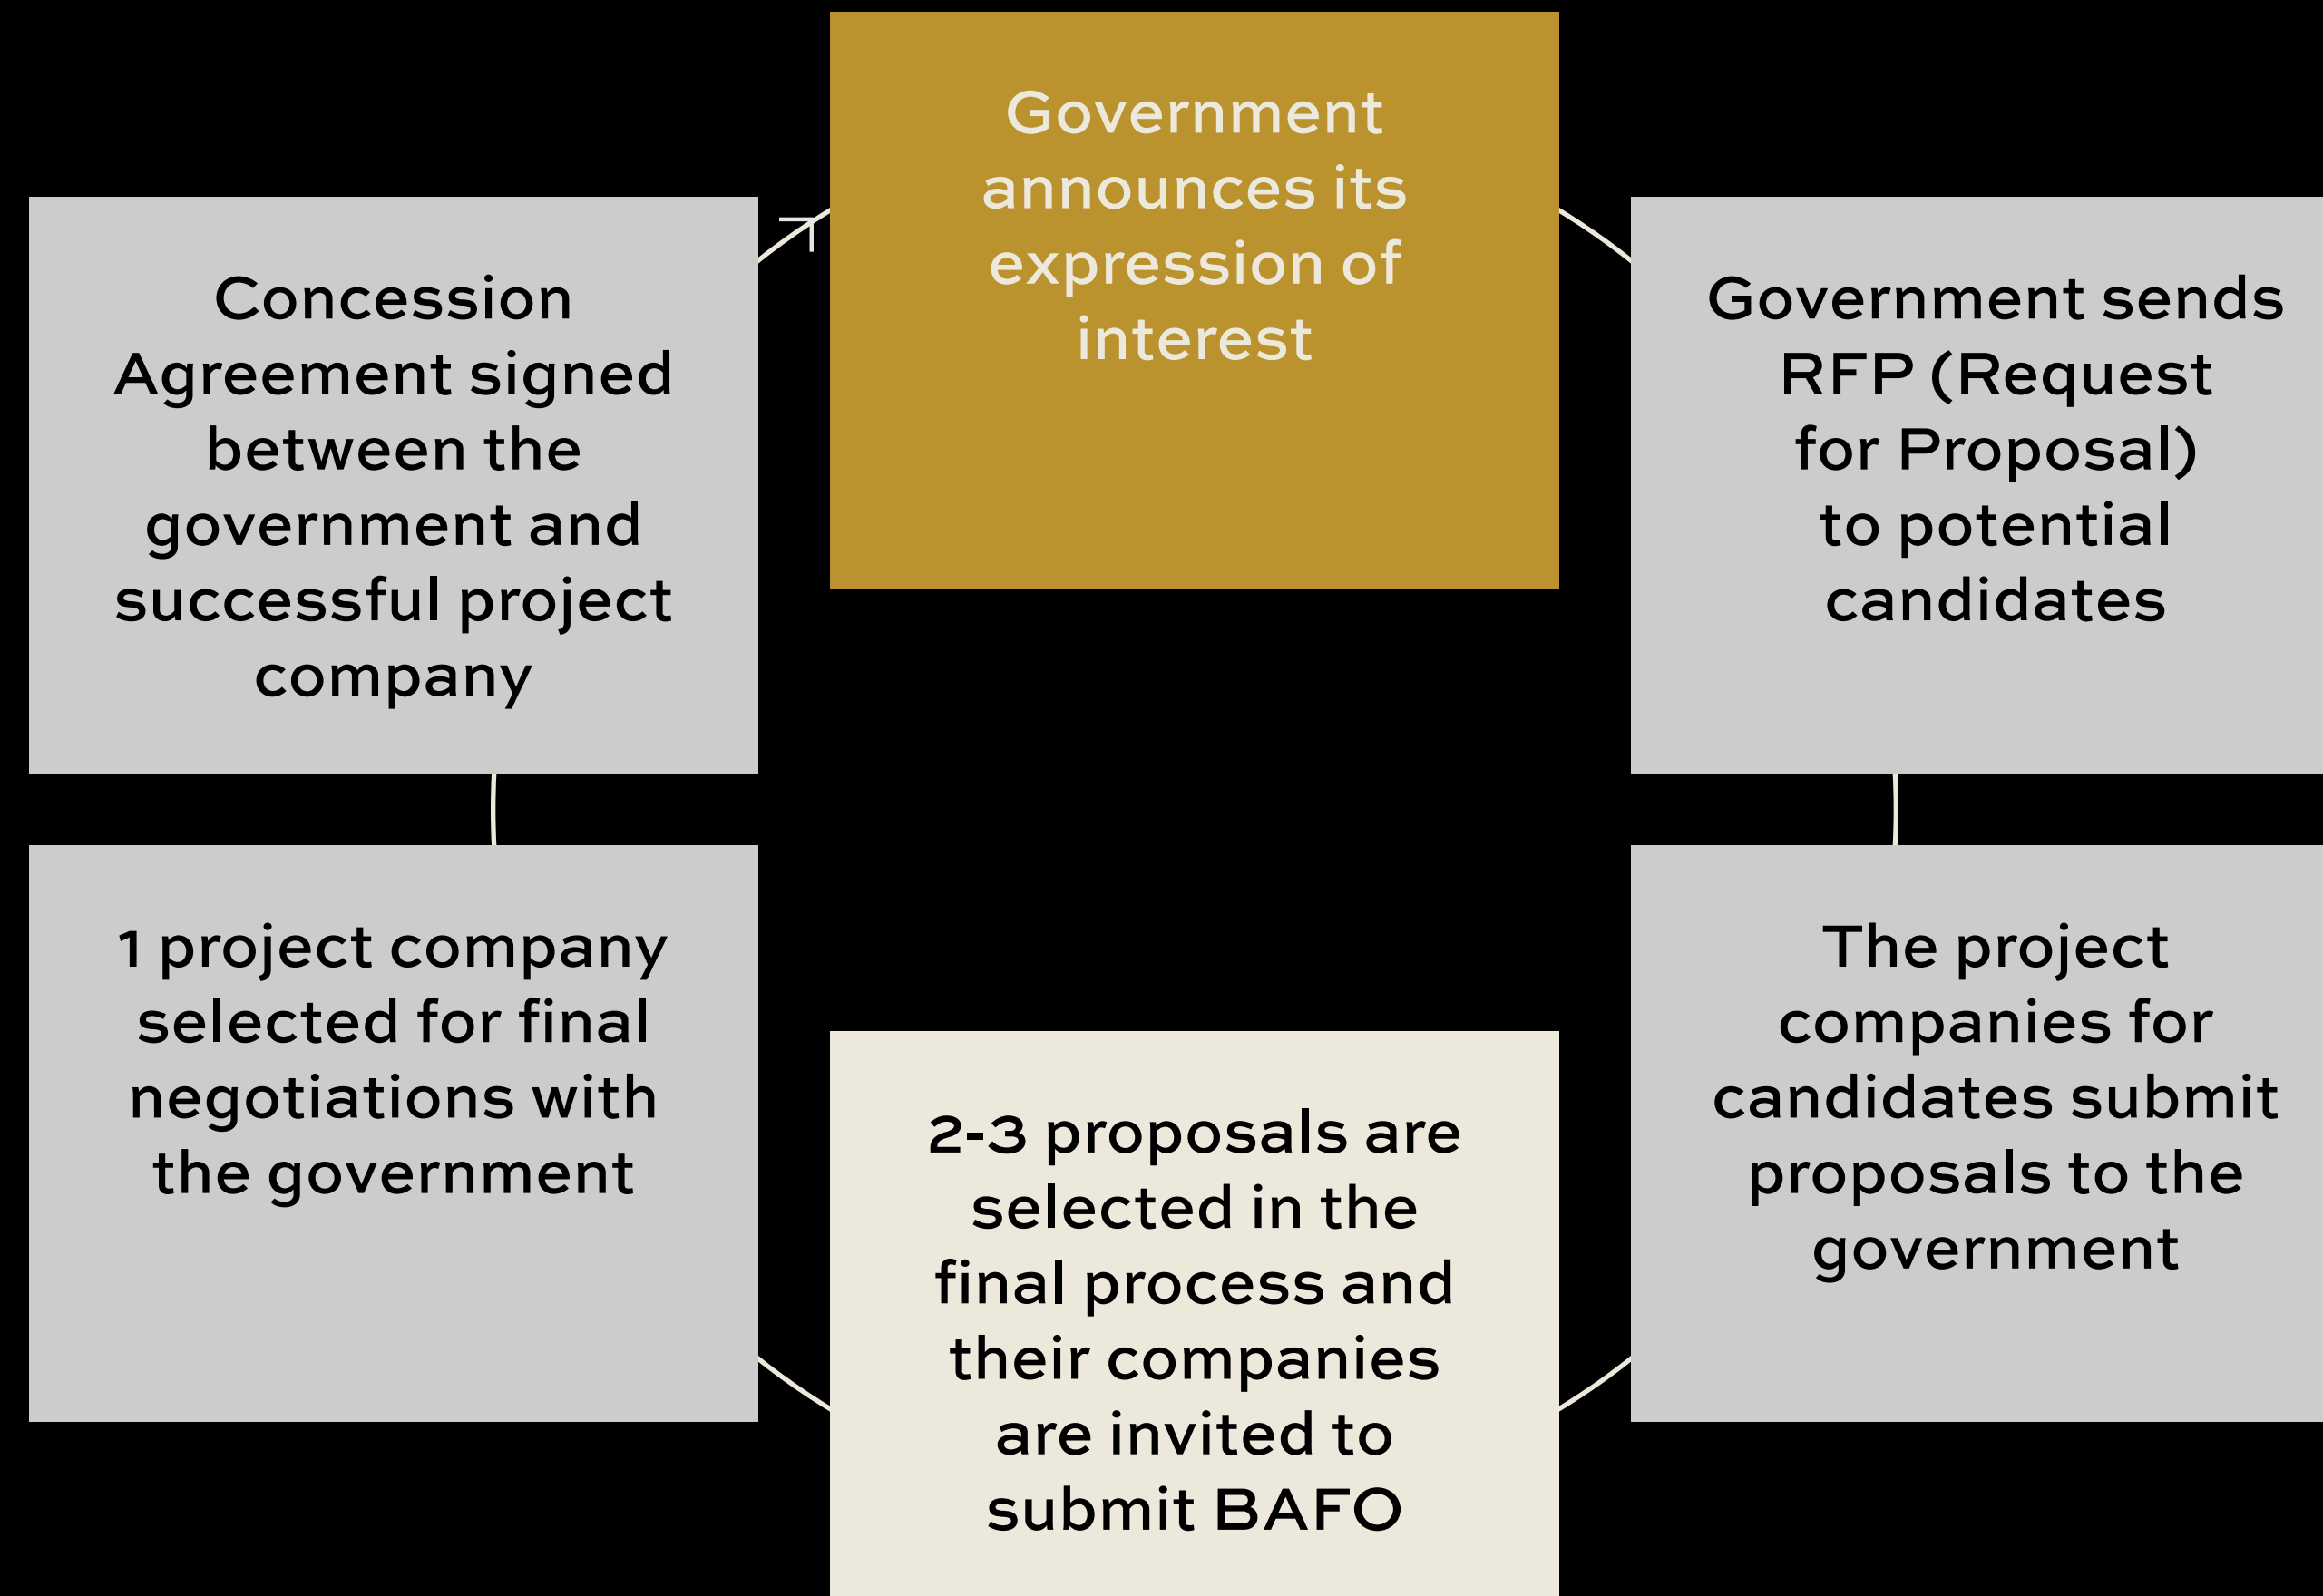 Government
announces its
expression of
interest
Government sends
RFP (Request
for Proposal)
to potential
candidates
The project
companies for
candidates submit
proposals to the
government
2-3 proposals are
selected in the
final process and
their companies
are invited to
submit BAFO
1 project company
selected for final
negotiations with
the government
Concession
Agreement signed
between the
government and
successful project
company